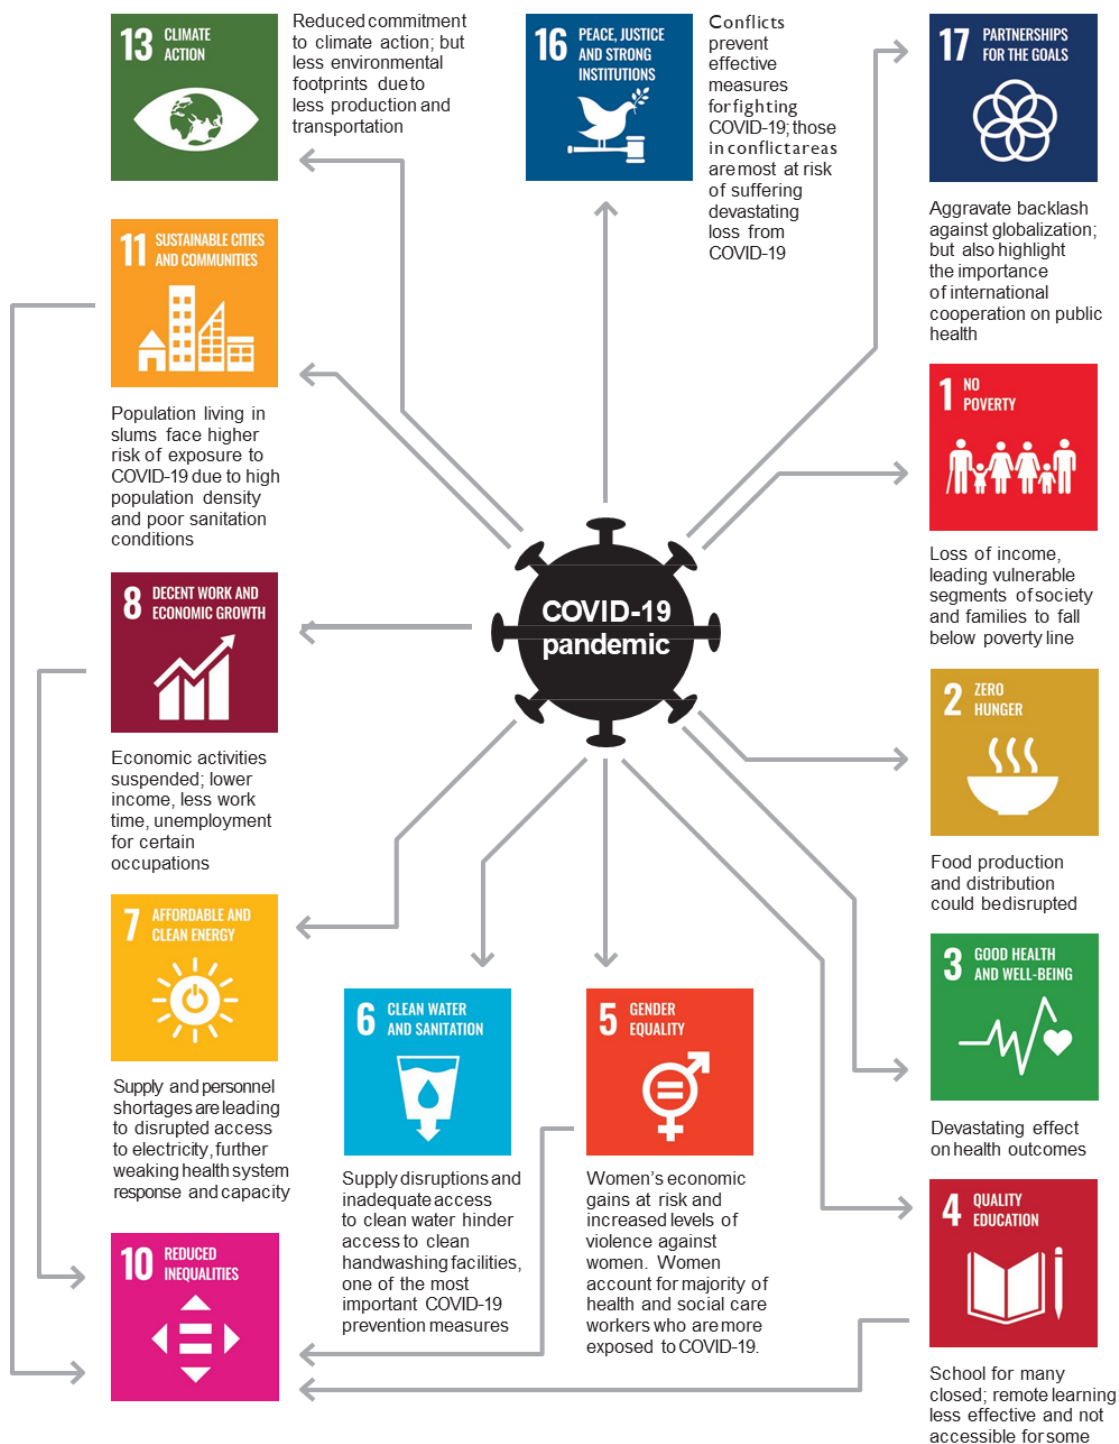 13 CLIMATE
ACTION
Reduced commitment
to climate action; but
less environmental
footprints due to
less production and
transportation
16 PEACE, JUSTICE
AND STRONG
INSTITUTIONS
Conflicts
prevent
effective
measures
for fighting
COVID-19; those
in conflict areas
are most at risk
of suffering
devastating
loss from
COVID-19
17 PARTNERSHIPS
FOR THE GOALS
Aggravate backlash
against globalization;
but also highlight
the importance
of international
cooperation on public
health
11 SUSTAINABLE CITIES
AND COMMUNITIES
Population living in
slums face higher
risk of exposure to
COVID-19 due to high
population density
and poor sanitation
conditions
1 NO
POVERTY
Loss of income,
leading vulnerable
segments of society
and families to fall
below poverty line
COVID-19
pandemic
8 DECENT WORK AND
ECONOMIC GROWTH
Economic activities
suspended; lower
income, less work
time, unemployment
for certain
occupations
2 ZERO
HUNGER
Food production
and distribution
could be disrupted
7 AFFORDABLE AND
CLEAN ENERGY
Supply and personnel
shortages are leading
to disrupted access
to electricity, further
weaking health system
response and capacity
3 GOOD HEALTH
AND WELL-BEING
Devastating effect
on health outcomes
6 CLEAN WATER
AND SANITATION
Supply disruptions and
inadequate access
to clean water hinder
access to clean
handwashing facilities,
one of the most
important COVID-19
prevention measures
5 GENDER
EQUALITY
Women's economic
gains at risk and
increased levels of
violence against
women. Women
account for majority of
health and social care
workers who are more
exposed to COVID-19.
4 QUALITY
EDUCATION
School for many
closed; remote learning
less effective and not
accessible for some
10 REDUCED
INEQUALITIES